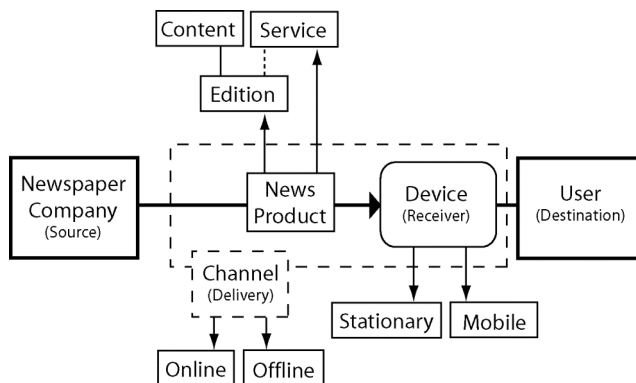 Content
Service
Edition
Newspaper
Company
(Source)
News
Product
Device
(Receiver)
User
(Destination)
Channel
(Delivery)
Stationary
Mobile
Online
Offline